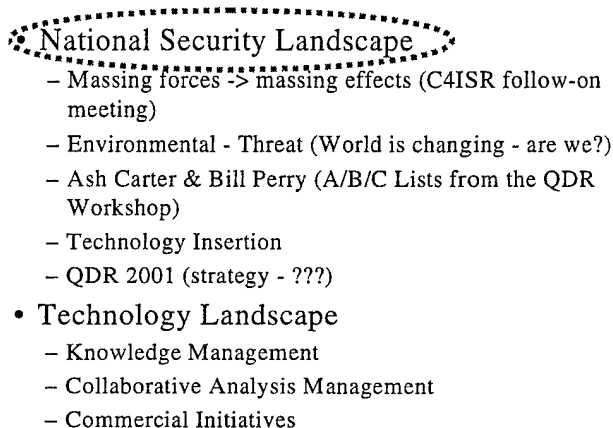 • National Security Landscape
– Massing forces -> massing effects (C4ISR follow-on
meeting)
– Environmental - Threat (World is changing - are we?)
– Ash Carter & Bill Perry (A/B/C Lists from the QDR
Workshop)
– Technology Insertion
– QDR 2001 (strategy - ???)
• Technology Landscape
– Knowledge Management
– Collaborative Analysis Management
– Commercial Initiatives